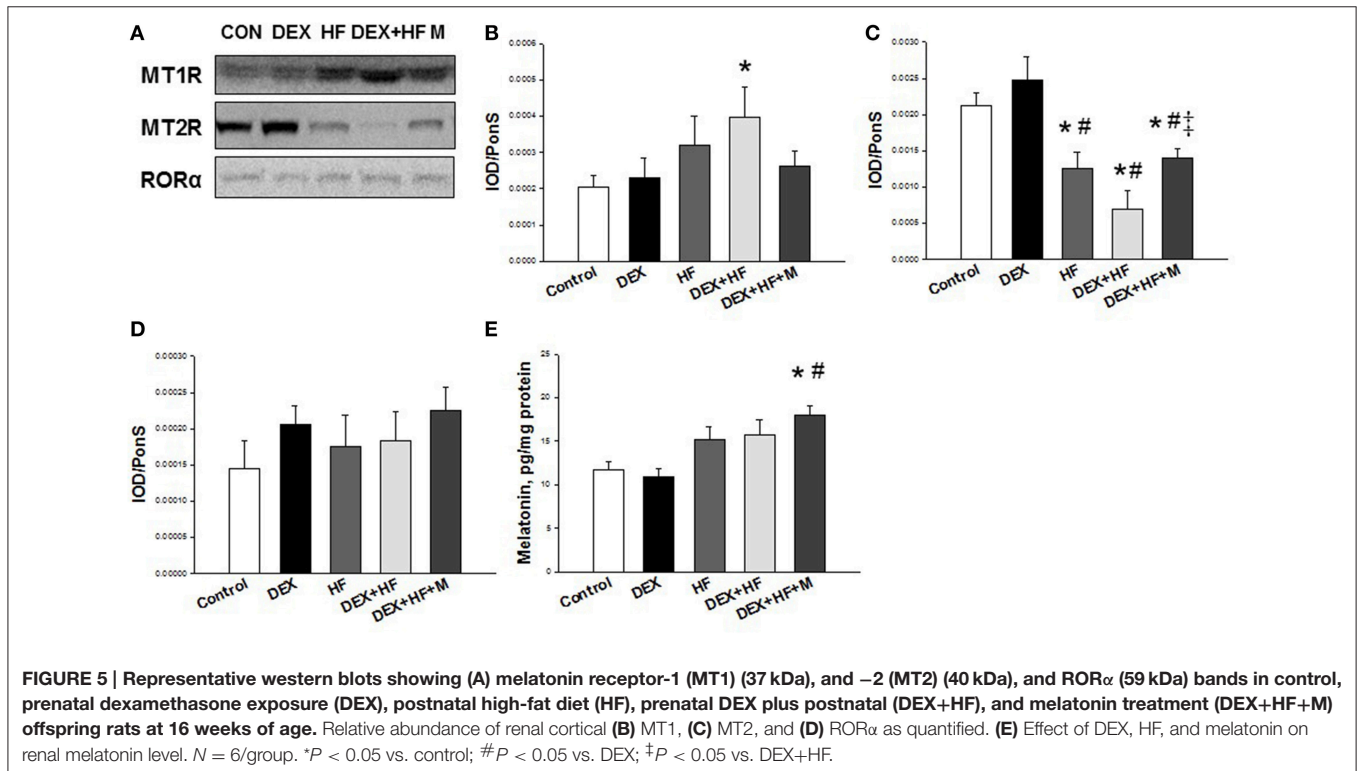 A
CON DEX HF DEX+HF M
MT1R
MT2R
RORα
B
IOD/PonS
0.0006
0.0005
0.0004
0.0003
0.0002
0.0001
0.0000
*
Control
DEX
HF
DEX+HF
DEX+HF+M
C
IOD/PonS
0.0030
0.0025
0.0020
0.0015
0.0010
0.0005
0.0000
* #
*#
* #‡
Control
DEX
HF
DEX+HF
DEX+HF+M
D
IOD/PonS
0.00030
0.00025
0.00020
0.00015
0.00010
0.00005
0.00000
Control
DEX
HF
DEX+HF
DEX+HF+M
E
Melatonin, pg/mg protein
25
20
15
10
5
0
* #
Control
DEX
HF
DEX+HF
DEX+HF+M
FIGURE 5 | Representative western blots showing (A) melatonin receptor-1 (MT1) (37 kDa), and −2 (MT2) (40 kDa), and RORα (59 kDa) bands in control,
prenatal dexamethasone exposure (DEX), postnatal high-fat diet (HF), prenatal DEX plus postnatal (DEX+HF), and melatonin treatment (DEX+HF+M)
offspring rats at 16 weeks of age. Relative abundance of renal cortical (B) MT1, (C) MT2, and (D) RORα as quantified. (E) Effect of DEX, HF, and melatonin on
renal melatonin level. N = 6/group. *P < 0.05 vs. control; #P < 0.05 vs. DEX; ‡P < 0.05 vs. DEX+HF.